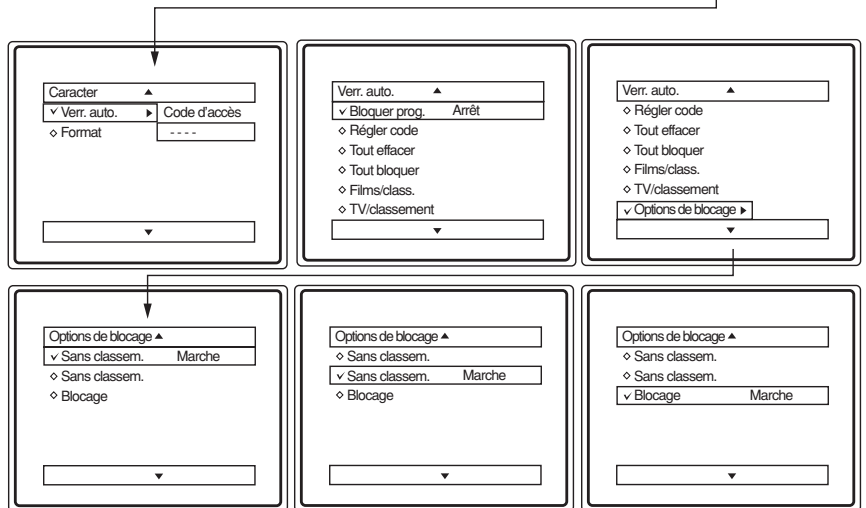 Caracter ▲
✓ Verr. auto. ▶ Code d'accès
◇ Format - - - -
▼
Verr. auto. ▲
✓ Bloquer prog. Arrêt
◇ Régler code
◇ Tout effacer
◇ Tout bloquer
◇ Films/class.
◇ TV/classement
▼
Verr. auto. ▲
◇ Régler code
◇ Tout effacer
◇ Tout bloquer
◇ Films/class.
◇ TV/classement
✓ Options de blocage ▶
▼
Options de blocage ▲
✓ Sans classem. Marche
◇ Sans classem.
◇ Blocage
▼
Options de blocage ▲
◇ Sans classem.
✓ Sans classem. Marche
◇ Blocage
▼
Options de blocage ▲
◇ Sans classem.
◇ Sans classem.
✓ Blocage Marche
▼